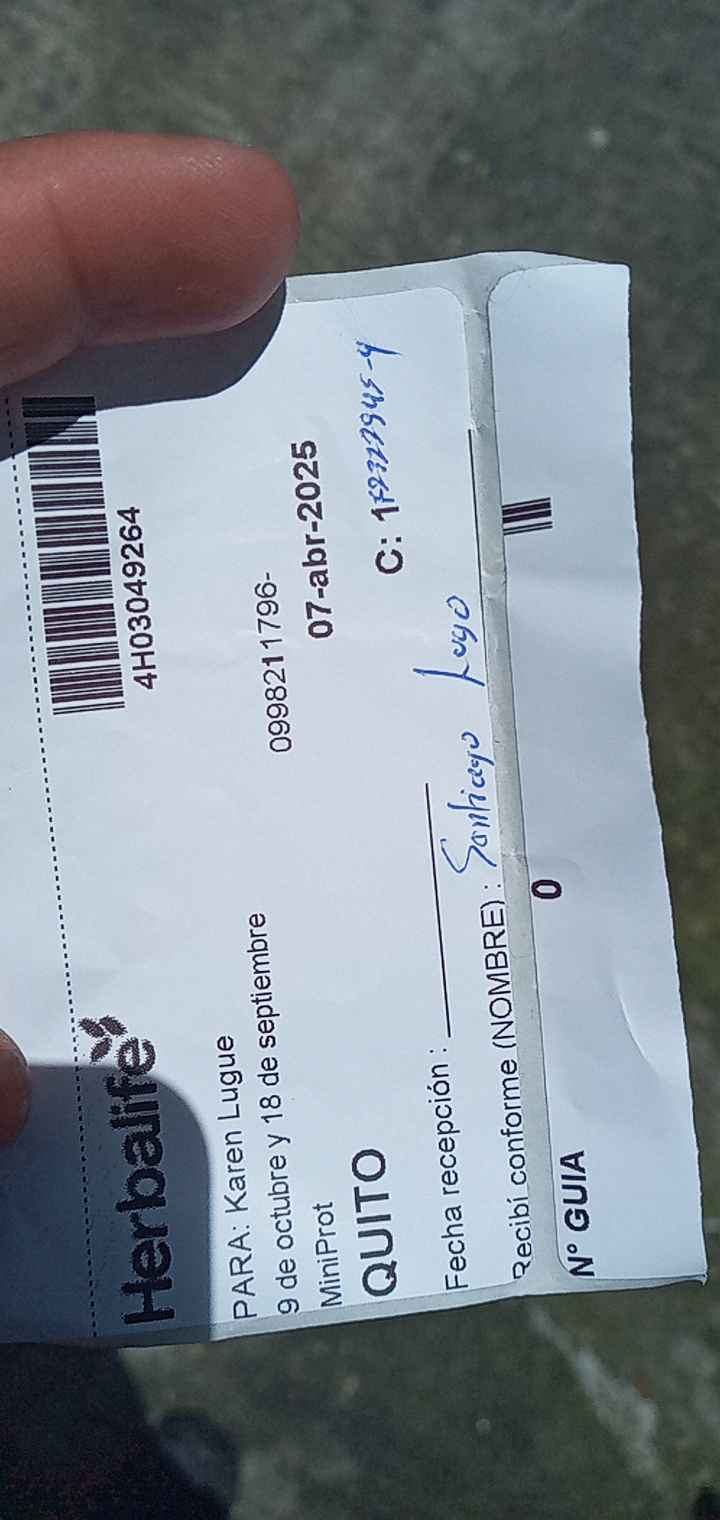 4H03049264
Herbalife
PARA: Karen Lugue
9 de octubre y 18 de septiembre
0998211796-
MiniProt
07-abr-2025
QUITO
C: 1
Fecha recepción :
Recibí conforme (NOMBRE) : Santiago Lugo
N° GUIA
0